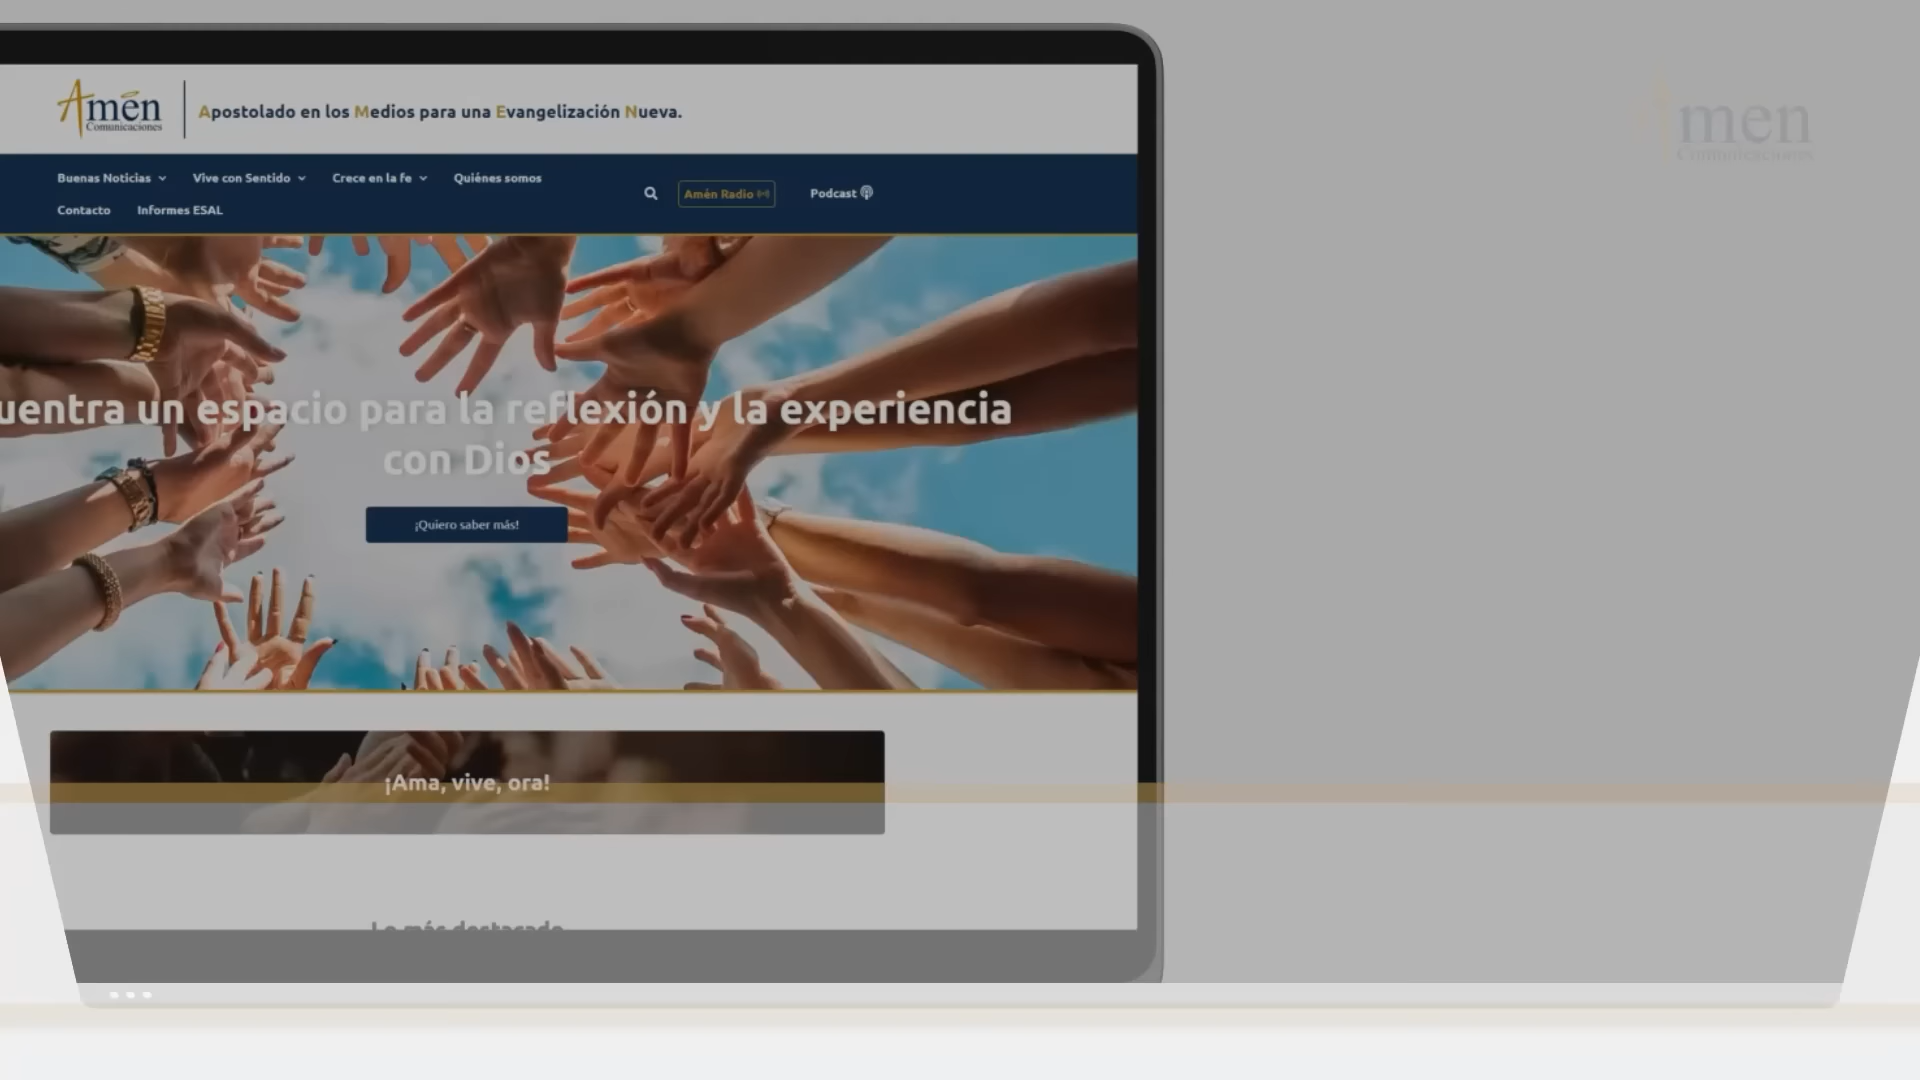 Amén
Comunicaciones
Apostolado en los Medios para una Evangelización Nueva.
men
Comunicaciones
Buenas Noticias
Vive con Sentido
Crece en la fe
Quiénes somos
Amén Radio
Podcast
Contacto
Informes ESAL
uentra un espacio para la reflexión y la experiencia
con Dios
¡Quiero saber más!
¡Ama, vive, ora!
Lo más destacado